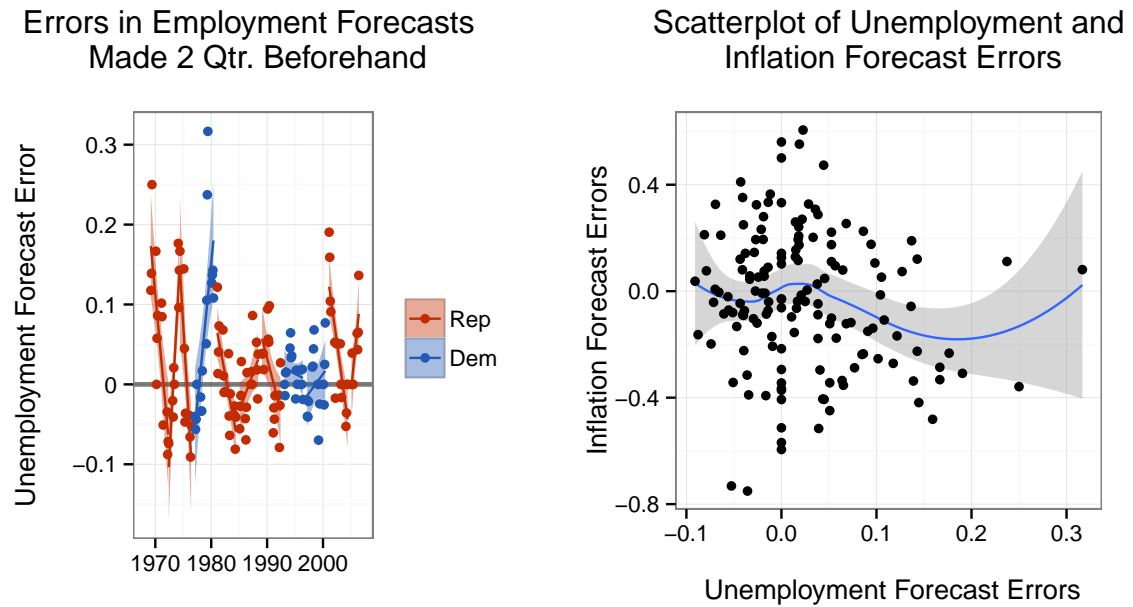 Errors in Employment Forecasts
Made 2 Qtr. Beforehand
Unemployment Forecast Error
0.3
0.2
0.1
0
−0.1
1970 1980 1990 2000
Rep
Dem
Scatterplot of Unemployment and
Inflation Forecast Errors
Inflation Forecast Errors
0.4
0.0
−0.4
−0.8
−0.1 0.0 0.1 0.2 0.3
Unemployment Forecast Errors